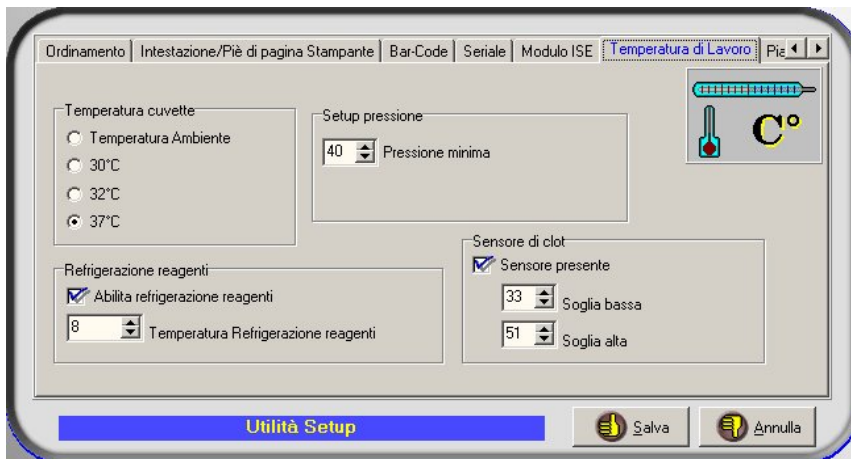 Ordinamento Intestazione/Piè di pagina Stampante Bar-Code Seriale Modulo ISE Temperatura di Lavoro Pia
C°
Temperatura cuvette
Temperatura Ambiente
30°C
32°C
37°C
Setup pressione
40 Pressione minima
Refrigerazione reagenti
Abilita refrigerazione reagenti
8 Temperatura Refrigerazione reagenti
Sensore di clot
Sensore presente
33 Soglia bassa
51 Soglia alta
Utilità Setup
Salva
Annulla